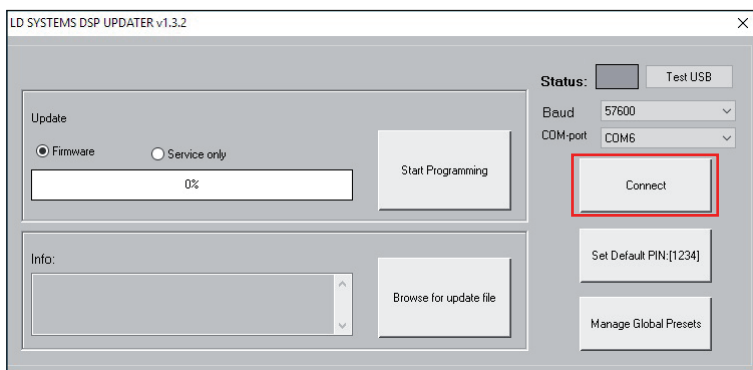 LD SYSTEMS DSP UPDATER v1.3.2
Status:
Test USB
Update
Baud
57600
Firmware
Service only
COM-port
COM6
0%
Start Programming
Connect
Info:
Set Default PIN:[1234]
Browse for update file
Manage Global Presets